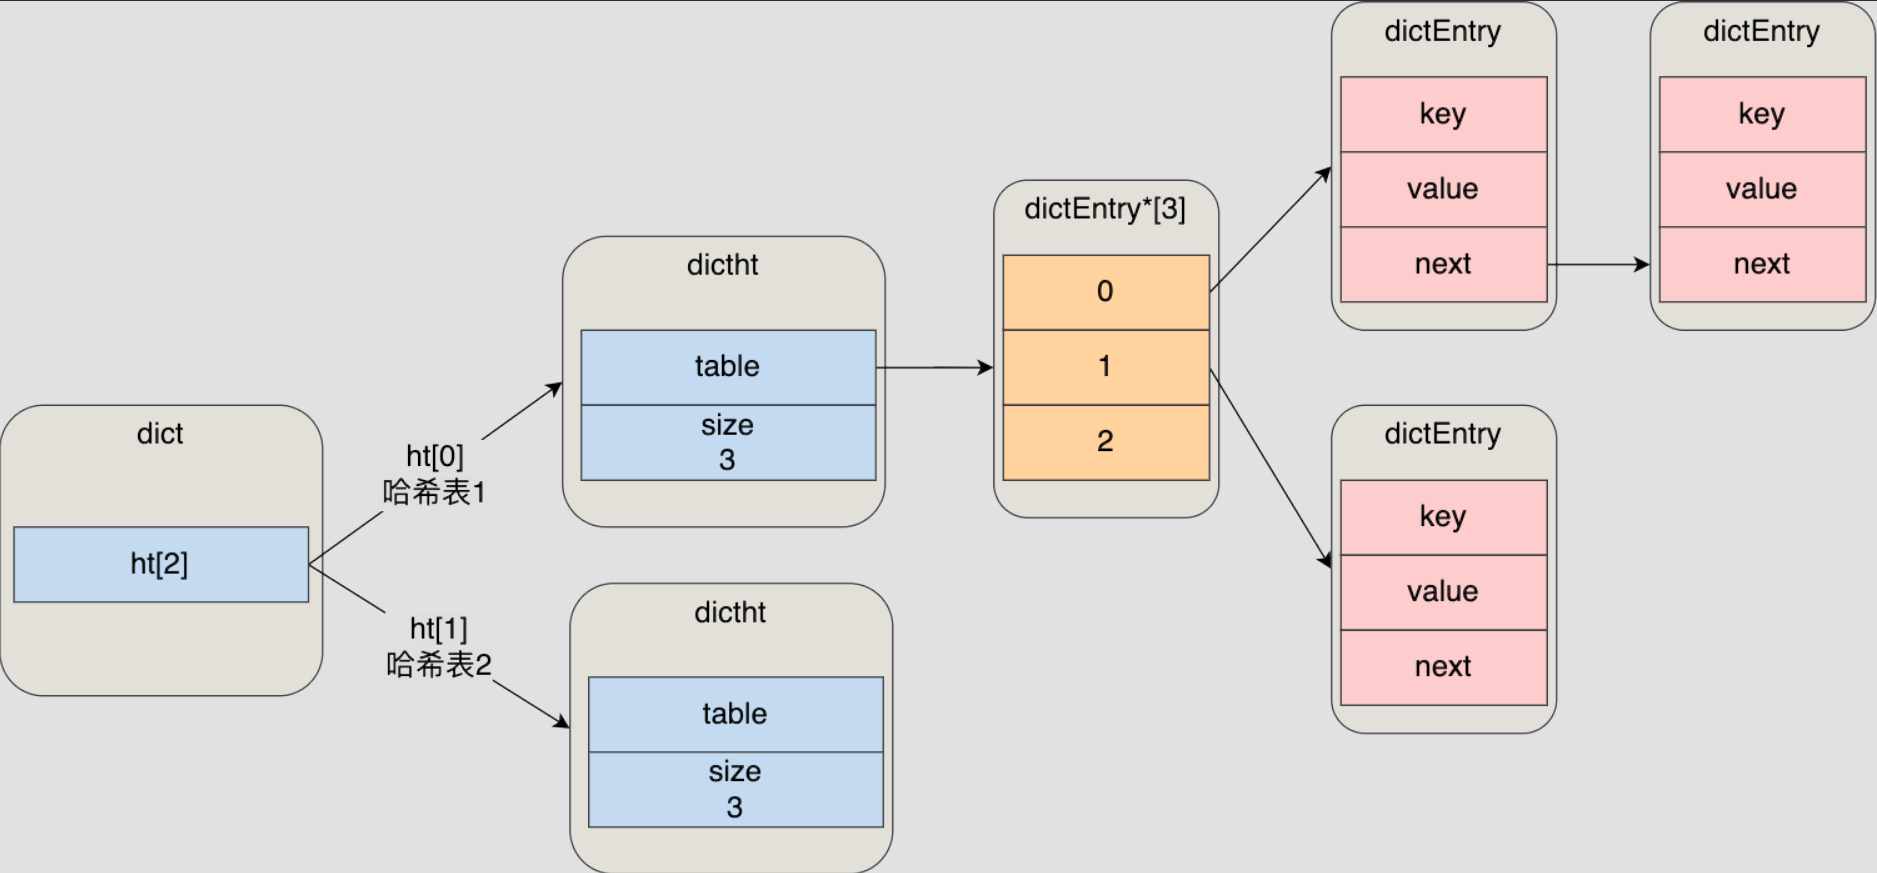 dict
ht[2]
ht[0]
哈希表1
ht[1]
哈希表2
dictht
table
size
3
dictht
table
size
3
dictEntry*[3]
0
1
2
dictEntry
key
value
next
dictEntry
key
value
next
dictEntry
key
value
next